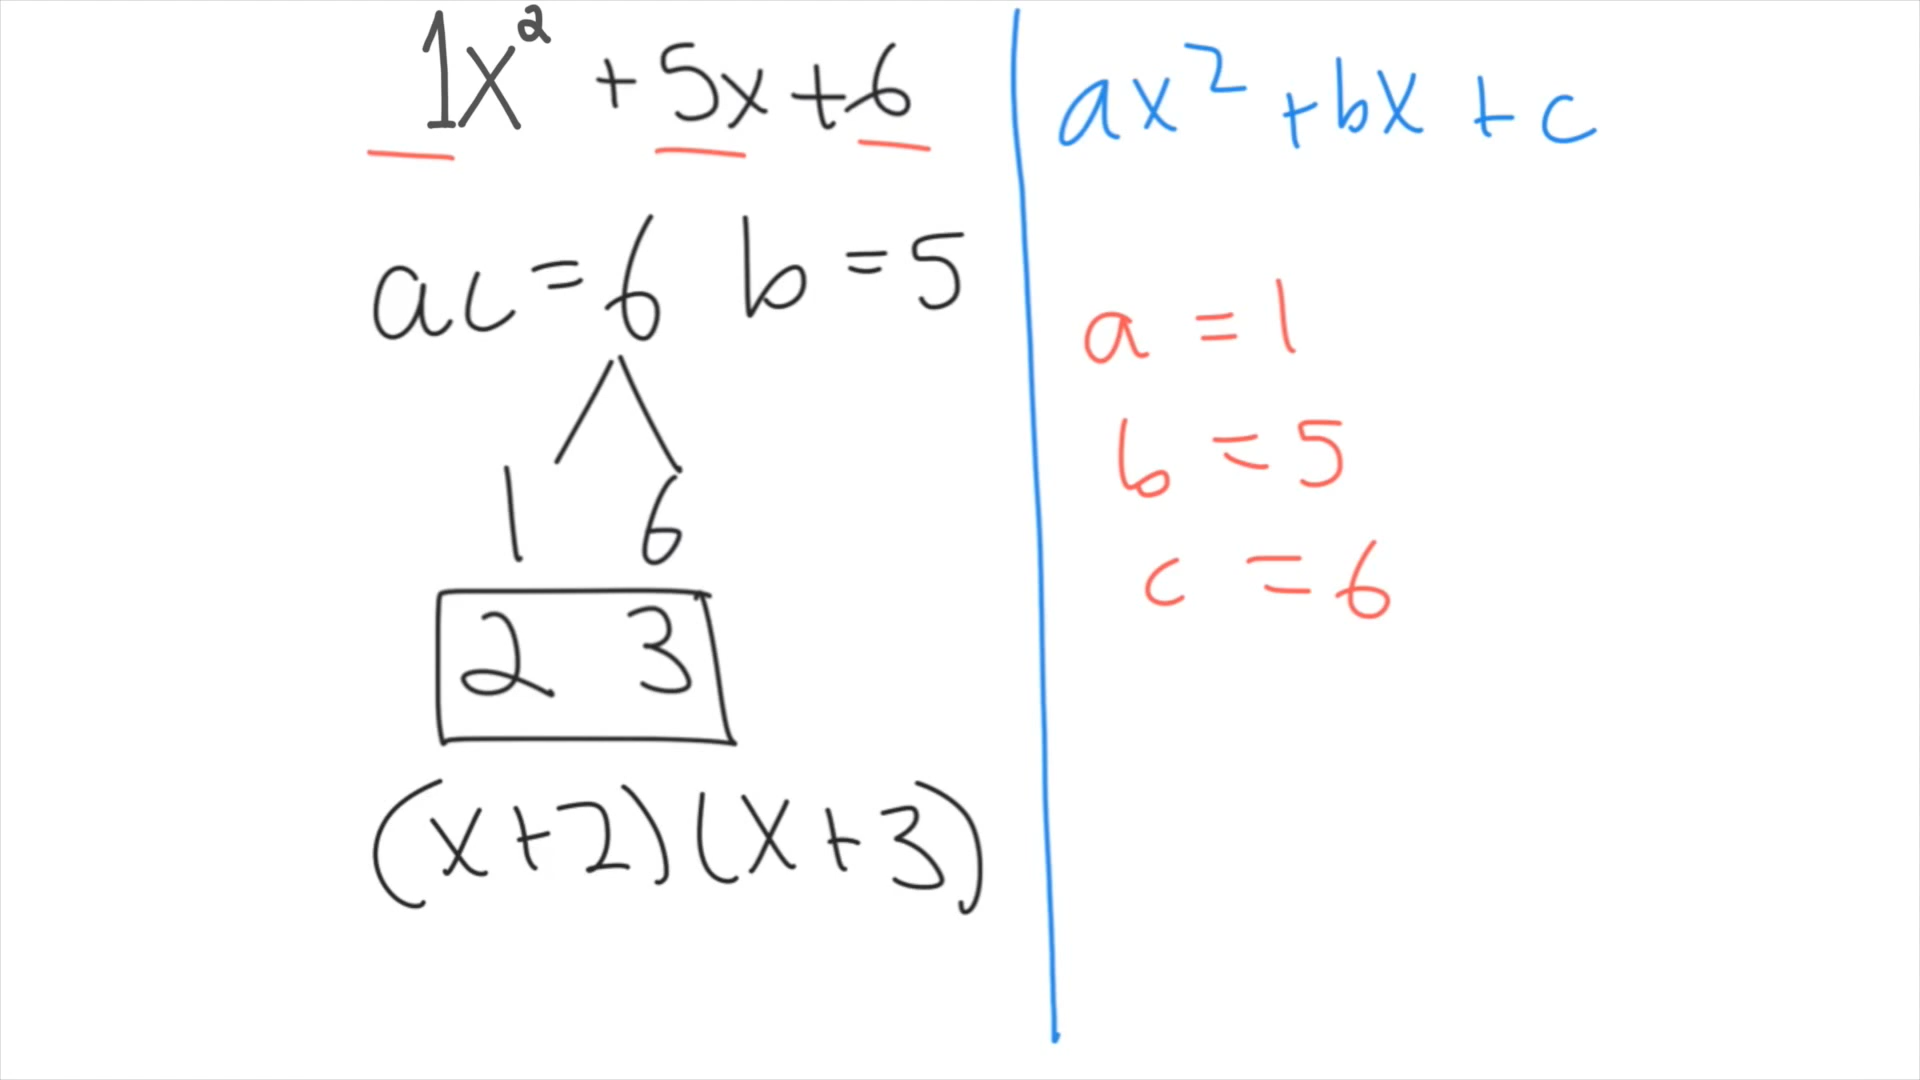 1x² + 5x + 6
ac = 6 b = 5
1 6
2 3
(x + 2)(x + 3)
ax² + bx + c
a = 1
b = 5
c = 6